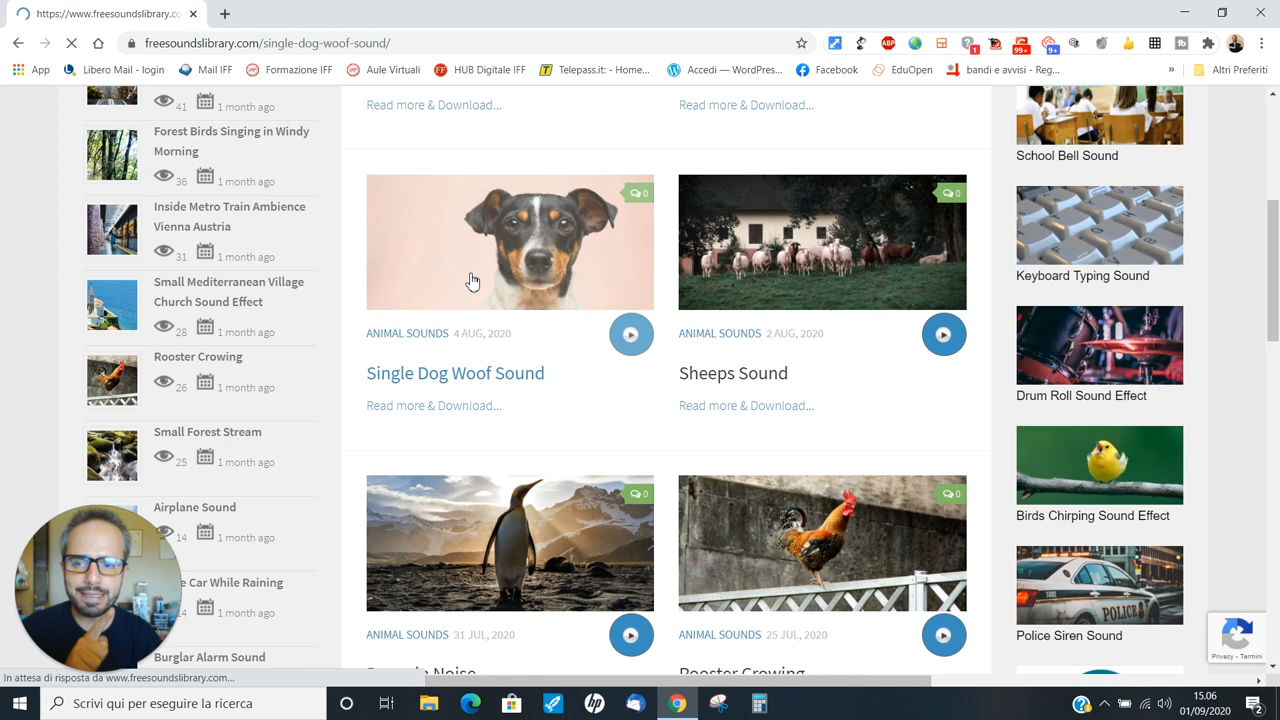 https://www.freesoundslibrary.co
freesoundslibrary.com/single-dog-woof-sound/
ABP
1
99+
9+
App
Libero Mail - login
Mail IFF
Formazione IFF
Aule Virtuali
HUB Digitale IFF
Telepass.it: - Home...
Accedi — WordPres...
Facebook
EduOpen
bandi e avvisi - Reg...
»
Altri Preferiti
41
1 month ago
Forest Birds Singing in Windy
Morning
36
1 month ago
Inside Metro Train Ambience
Vienna Austria
31
1 month ago
Small Mediterranean Village
Church Sound Effect
28
1 month ago
Rooster Crowing
26
1 month ago
Small Forest Stream
25
1 month ago
Airplane Sound
14
1 month ago
Car While Raining
1 month ago
Burglar Alarm Sound
Read more & Download...
Read more & Download...
0
0
ANIMAL SOUNDS 4 AUG, 2020
ANIMAL SOUNDS 2 AUG, 2020
Single Dog Woof Sound
Sheeps Sound
Read more & Download...
Read more & Download...
0
0
ANIMAL SOUNDS 31 JUL, 2020
ANIMAL SOUNDS 25 JUL, 2020
Noise
Rooster Crowing
School Bell Sound
Keyboard Typing Sound
Drum Roll Sound Effect
Birds Chirping Sound Effect
POLICE
Police Siren Sound
Privacy - Termini
In attesa di risposta da www.freesoundslibrary.com...
Scrivi qui per eseguire la ricerca
15.06
01/09/2020
2